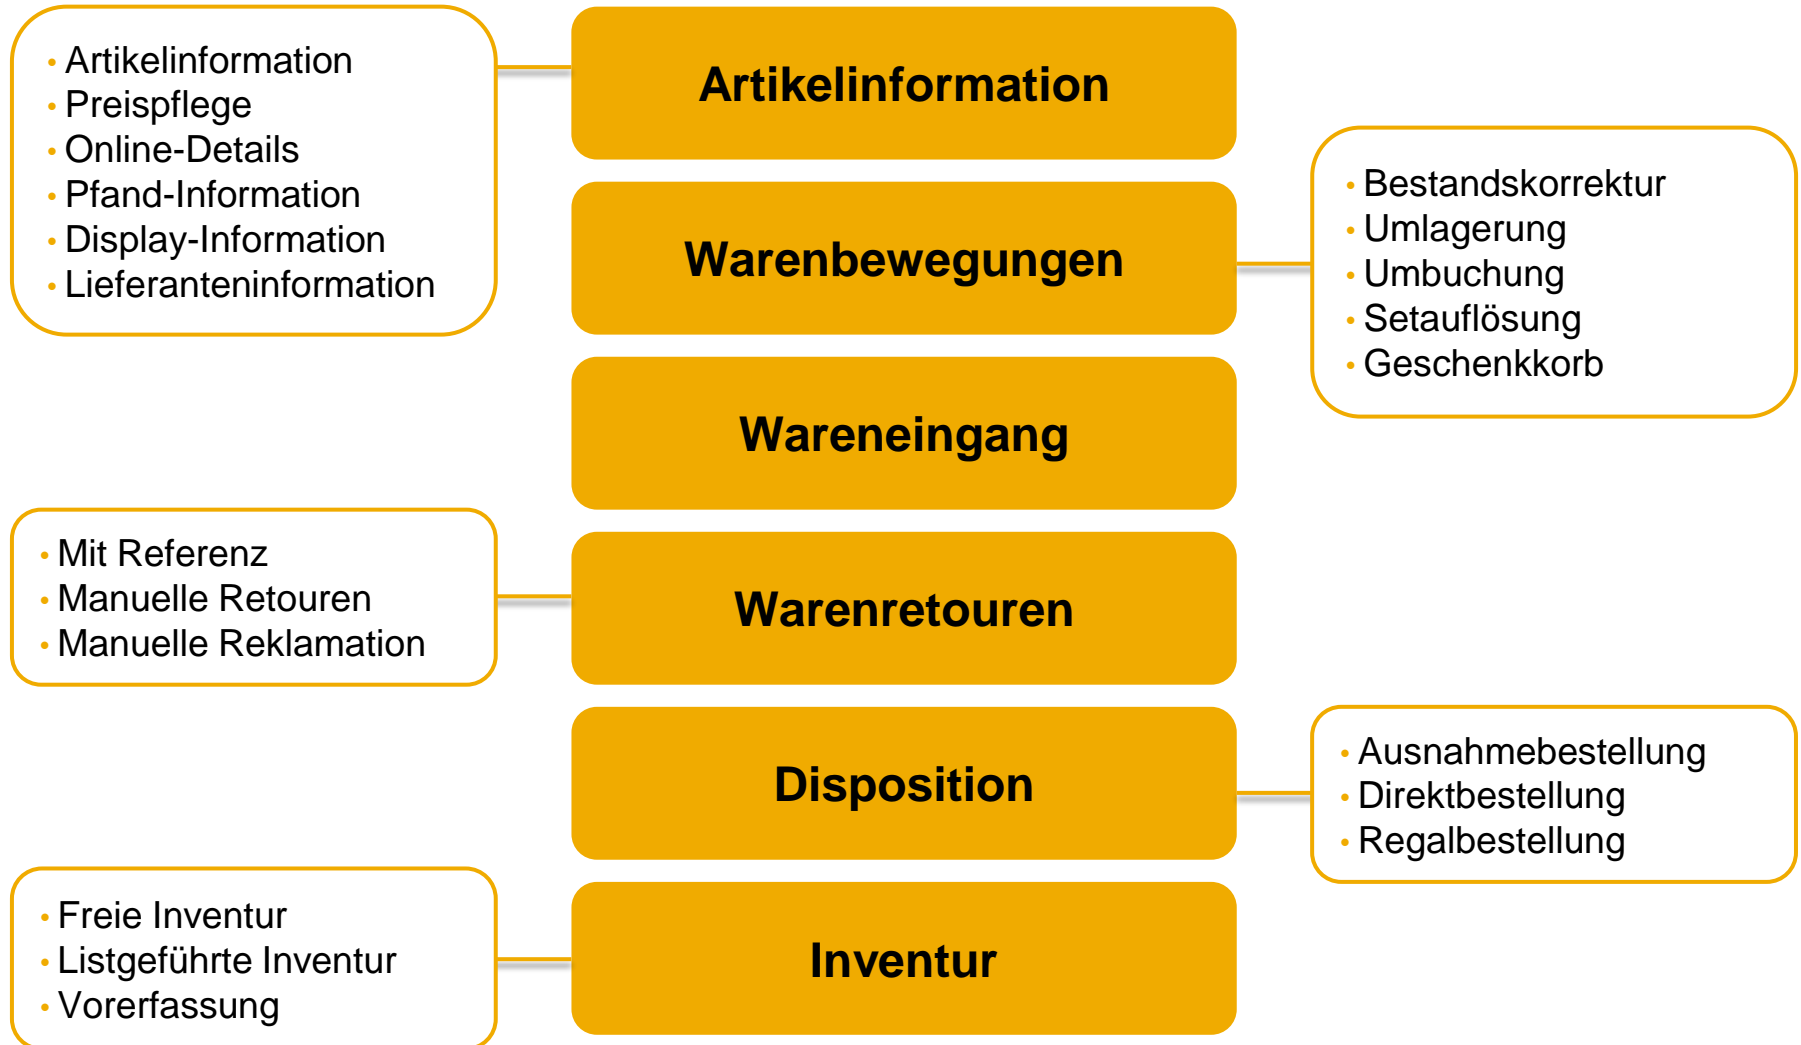 • Artikelinformation
• Preispflege
• Online-Details
• Pfand-Information
• Display-Information
• Lieferanteninformation
Artikelinformation
Warenbewegungen
• Bestandskorrektur
• Umlagerung
• Umbuchung
• Setauflösung
• Geschenkkorb
Wareneingang
• Mit Referenz
• Manuelle Retouren
• Manuelle Reklamation
Warenretouren
Disposition
• Ausnahmebestellung
• Direktbestellung
• Regalbestellung
• Freie Inventur
• Listgeführte Inventur
• Vorerfassung
Inventur